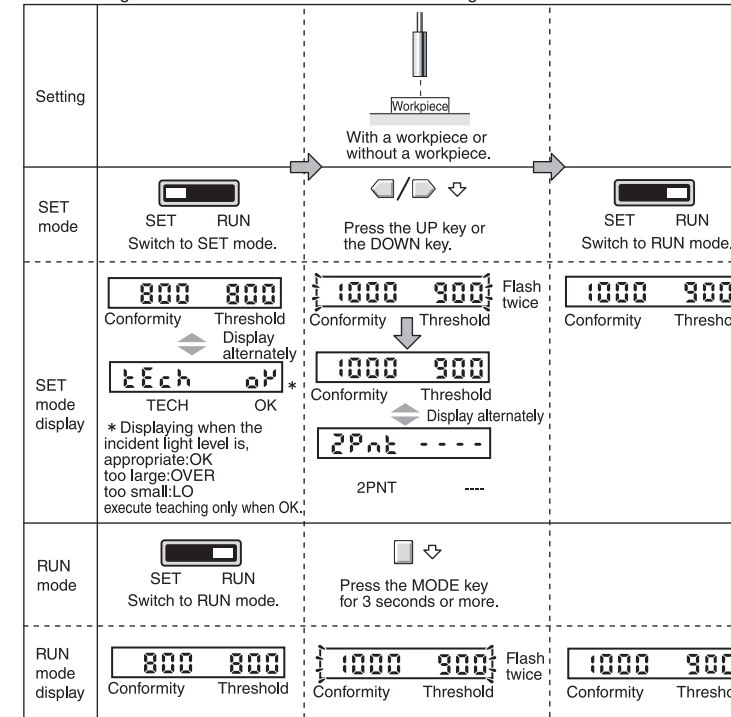 Setting
Workpiece
With a workpiece or
without a workpiece.
SET
mode
SET RUN
Switch to SET mode.
Press the UP key or
the DOWN key.
SET RUN
Switch to RUN mode.
SET
mode
display
800 800
Conformity Threshold
Display
alternately
tEch oK *
TECH OK
* Displaying when the
incident light level is,
appropriate:OK
too large:OVER
too small:LO
execute teaching only when OK.
1000 900 Flash
twice
Conformity Threshold
1000 900
Conformity Threshold
Display alternately
2Pnt ----
2PNT ----
1000 900
Conformity
RUN
mode
SET RUN
Switch to RUN mode.
Press the MODE key
for 3 seconds or more.
RUN
mode
display
800 800
Conformity Threshold
1000 900 Flash
twice
Conformity Threshold
1000 900
Conformity